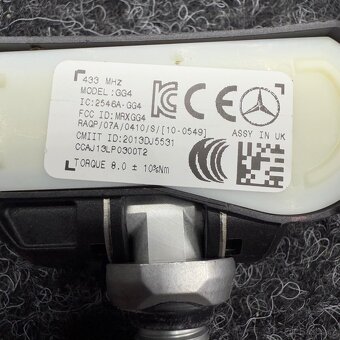 433 MHz
MODEL:GG4
IC:2546A-GG4
FCC ID:MRXGG4
RAQP/07A/0410/S/[10-0549]
CMIIT ID:2013DJ5531
CCAJ13LP0300T2
TORQUE 8.0 ± 10%Nm
ASSY IN UK